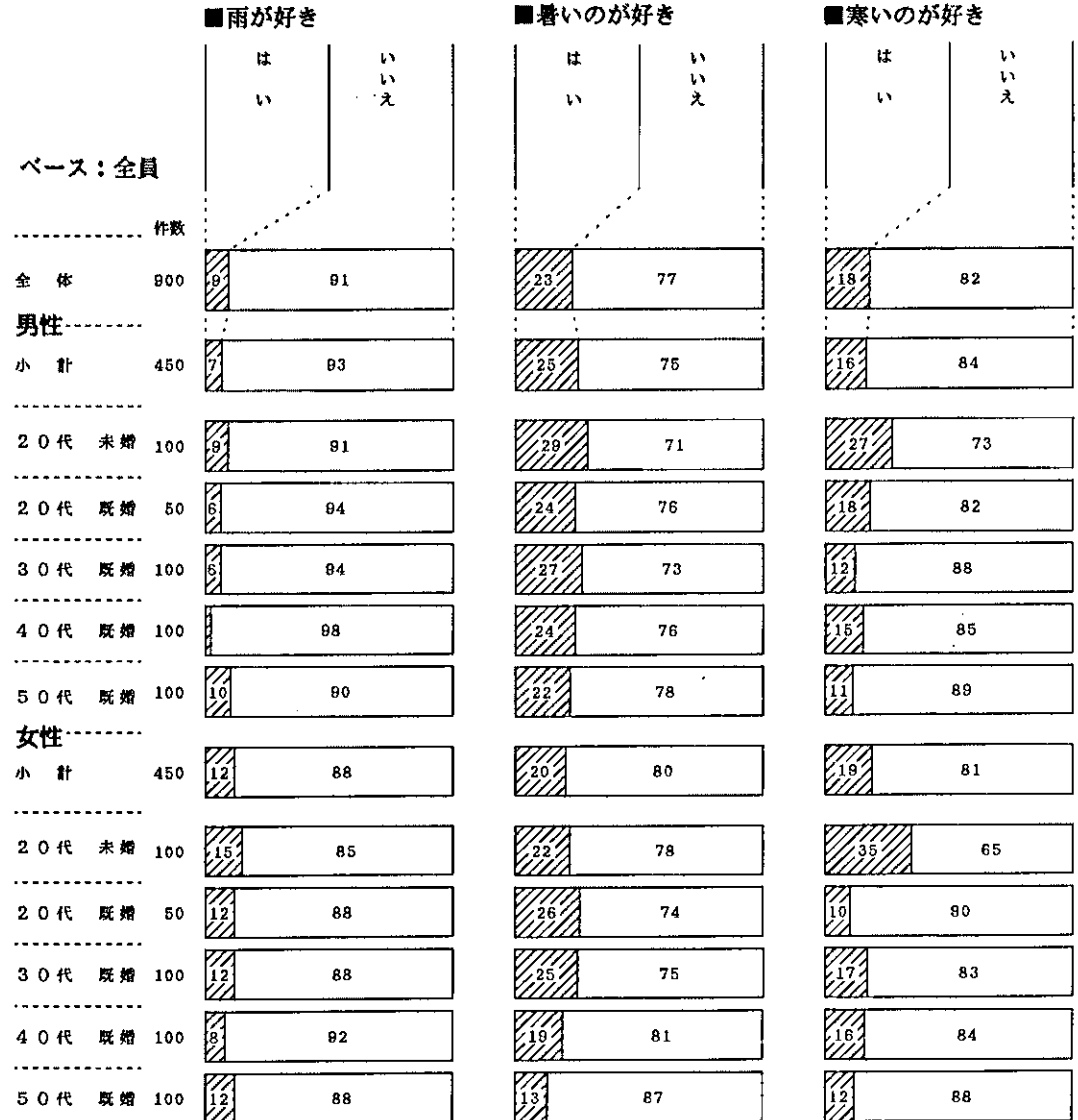 ■雨が好き ■暑いのが好き ■寒いのが好き
はい いいえ はい いいえ はい いいえ
ベース：全員
件数
全体 900 9 91 23 77 18 82
男性
小計 450 7 93 25 75 16 84
20代 未婚 100 9 91 29 71 27 73
20代 既婚 50 6 94 24 76 18 82
30代 既婚 100 6 94 27 73 12 88
40代 既婚 100 98 24 76 15 85
50代 既婚 100 10 90 22 78 11 89
女性
小計 450 12 88 20 80 19 81
20代 未婚 100 15 85 22 78 35 65
20代 既婚 50 12 88 26 74 10 90
30代 既婚 100 12 88 25 75 17 83
40代 既婚 100 8 92 19 81 16 84
50代 既婚 100 12 88 13 87 12 88